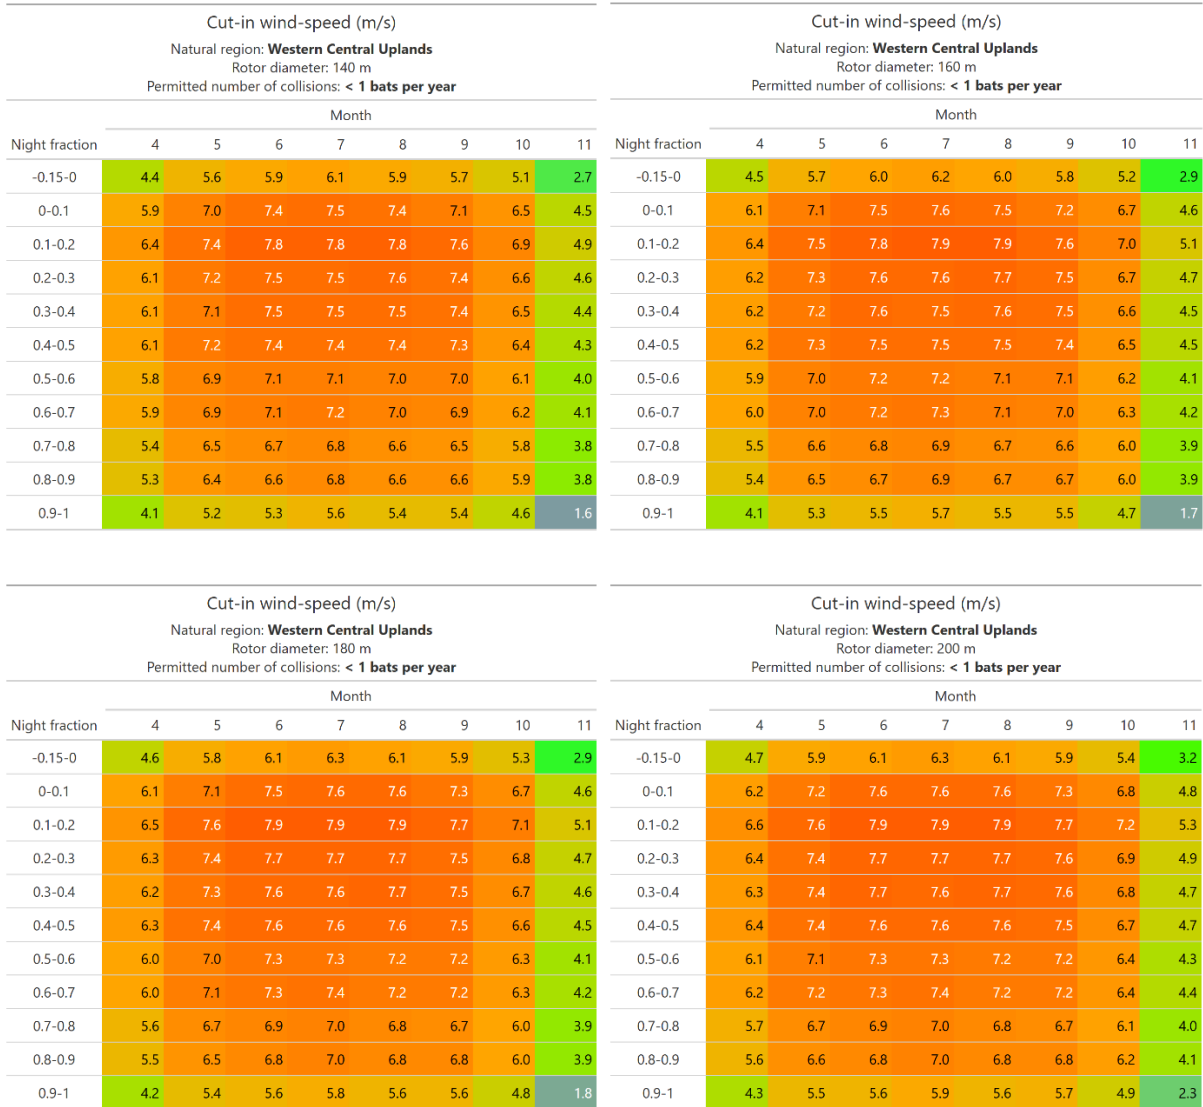 Cut-in wind-speed (m/s)
Natural region: Western Central Uplands
Rotor diameter: 140 m
Permitted number of collisions: < 1 bats per year
Month
Night fraction 4 5 6 7 8 9 10 11
-0.15-0 4.4 5.6 5.9 6.1 5.9 5.7 5.1 2.7
0-0.1 5.9 7.0 7.4 7.5 7.4 7.1 6.5 4.5
0.1-0.2 6.4 7.4 7.8 7.8 7.8 7.6 6.9 4.9
0.2-0.3 6.1 7.2 7.5 7.5 7.6 7.4 6.6 4.6
0.3-0.4 6.1 7.1 7.5 7.5 7.5 7.4 6.5 4.4
0.4-0.5 6.1 7.2 7.4 7.4 7.4 7.3 6.4 4.3
0.5-0.6 5.8 6.9 7.1 7.1 7.0 7.0 6.1 4.0
0.6-0.7 5.9 6.9 7.1 7.2 7.0 6.9 6.2 4.1
0.7-0.8 5.4 6.5 6.7 6.8 6.6 6.5 5.8 3.8
0.8-0.9 5.3 6.4 6.6 6.8 6.6 6.6 5.9 3.8
0.9-1 4.1 5.2 5.3 5.6 5.4 5.4 4.6 1.6
Cut-in wind-speed (m/s)
Natural region: Western Central Uplands
Rotor diameter: 160 m
Permitted number of collisions: < 1 bats per year
Month
Night fraction 4 5 6 7 8 9 10 11
-0.15-0 4.5 5.7 6.0 6.2 6.0 5.8 5.2 2.9
0-0.1 6.1 7.1 7.5 7.6 7.5 7.2 6.7 4.6
0.1-0.2 6.4 7.5 7.8 7.9 7.9 7.6 7.0 5.1
0.2-0.3 6.2 7.3 7.6 7.6 7.7 7.5 6.7 4.7
0.3-0.4 6.2 7.2 7.6 7.5 7.6 7.5 6.6 4.5
0.4-0.5 6.2 7.3 7.5 7.5 7.5 7.4 6.5 4.5
0.5-0.6 5.9 7.0 7.2 7.2 7.1 7.1 6.2 4.1
0.6-0.7 6.0 7.0 7.2 7.3 7.1 7.0 6.3 4.2
0.7-0.8 5.5 6.6 6.8 6.9 6.7 6.6 6.0 3.9
0.8-0.9 5.4 6.5 6.7 6.9 6.7 6.7 6.0 3.9
0.9-1 4.1 5.3 5.5 5.7 5.5 5.5 4.7 1.7
Cut-in wind-speed (m/s)
Natural region: Western Central Uplands
Rotor diameter: 180 m
Permitted number of collisions: < 1 bats per year
Month
Night fraction 4 5 6 7 8 9 10 11
-0.15-0 4.6 5.8 6.1 6.3 6.1 5.9 5.3 2.9
0-0.1 6.1 7.1 7.5 7.6 7.6 7.3 6.7 4.6
0.1-0.2 6.5 7.6 7.9 7.9 7.9 7.7 7.1 5.1
0.2-0.3 6.3 7.4 7.7 7.7 7.7 7.5 6.8 4.7
0.3-0.4 6.2 7.3 7.6 7.6 7.7 7.5 6.7 4.6
0.4-0.5 6.3 7.4 7.6 7.6 7.6 7.5 6.6 4.5
0.5-0.6 6.0 7.0 7.3 7.3 7.2 7.2 6.3 4.1
0.6-0.7 6.0 7.1 7.3 7.4 7.2 7.2 6.3 4.2
0.7-0.8 5.6 6.7 6.9 7.0 6.8 6.7 6.0 3.9
0.8-0.9 5.5 6.5 6.8 7.0 6.8 6.8 6.0 3.9
0.9-1 4.2 5.4 5.6 5.8 5.6 5.6 4.8 1.8
Cut-in wind-speed (m/s)
Natural region: Western Central Uplands
Rotor diameter: 200 m
Permitted number of collisions: < 1 bats per year
Month
Night fraction 4 5 6 7 8 9 10 11
-0.15-0 4.7 5.9 6.1 6.3 6.1 5.9 5.4 3.2
0-0.1 6.2 7.2 7.6 7.6 7.6 7.3 6.8 4.8
0.1-0.2 6.6 7.6 7.9 7.9 7.9 7.7 7.2 5.3
0.2-0.3 6.4 7.4 7.7 7.7 7.7 7.6 6.9 4.9
0.3-0.4 6.3 7.4 7.7 7.6 7.7 7.6 6.8 4.7
0.4-0.5 6.4 7.4 7.6 7.6 7.6 7.5 6.7 4.7
0.5-0.6 6.1 7.1 7.3 7.3 7.2 7.2 6.4 4.3
0.6-0.7 6.2 7.2 7.3 7.4 7.2 7.2 6.4 4.4
0.7-0.8 5.7 6.7 6.9 7.0 6.8 6.7 6.1 4.0
0.8-0.9 5.6 6.6 6.8 7.0 6.8 6.8 6.2 4.1
0.9-1 4.3 5.5 5.6 5.9 5.6 5.7 4.9 2.3